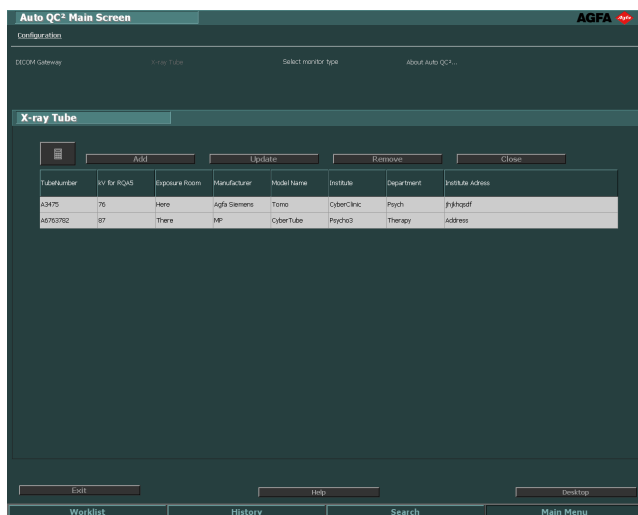 Auto QC² Main Screen
AGFA Agfa
Configuration
DICOM Gateway X-ray Tube Select monitor type About Auto QC²...
X-ray Tube
Add Update Remove Close
TubeNumber kV for RQA5 Exposure Room Manufacturer Model Name Institute Department Institute Adress
A3475 76 Here Agfa Siemens Tomo CyberClinic Psych jhjkhqsdf
A6763782 87 There MP CyberTube Psycho3 Therapy Address
Exit Help Desktop
Worklist History Search Main Menu